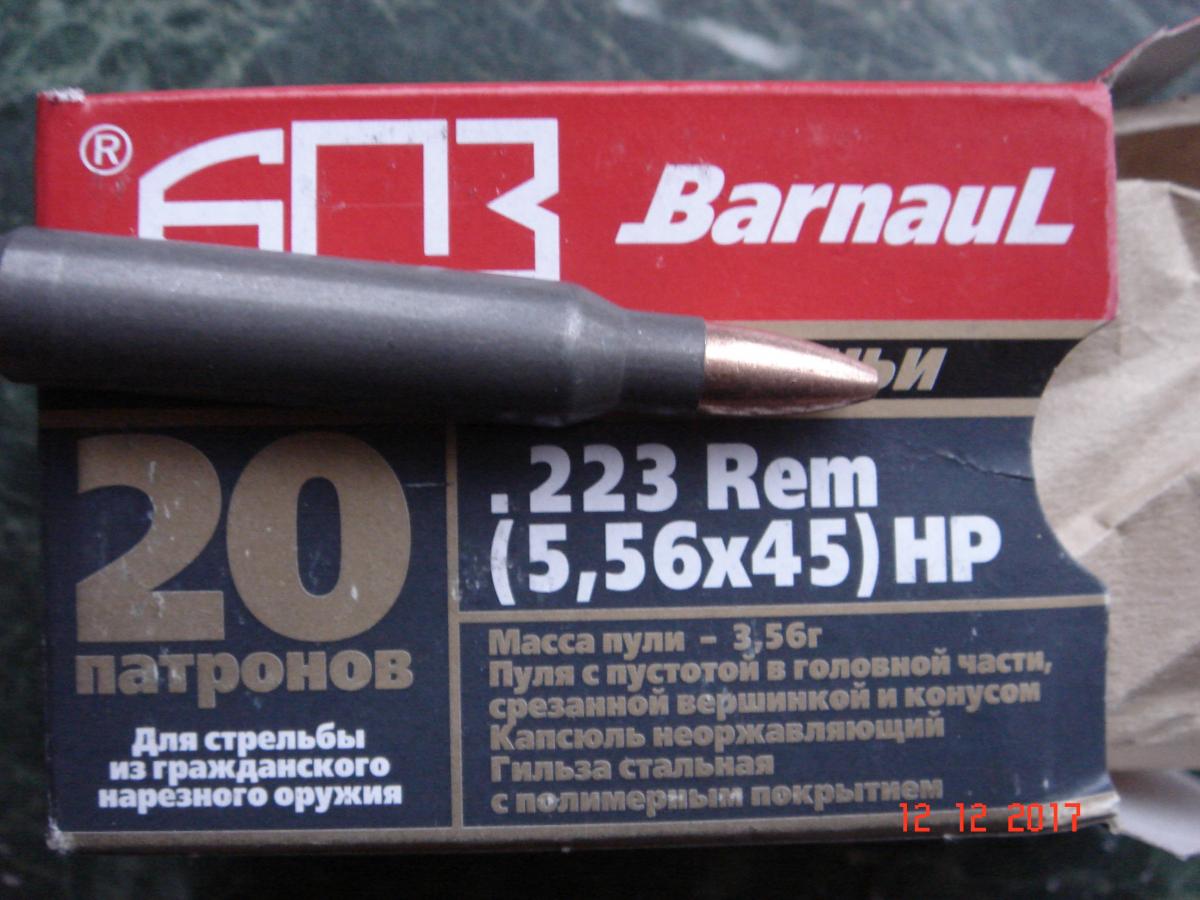 ®
БПЗ
Barnaul
20
патронов
Для стрельбы
из гражданского
нарезного оружия
.223 Rem
(5,56x45) HP
Масса пули – 3,56г
Пуля с пустотой в головной части,
срезанной вершинкой и конусом
Капсюль неоржавляющий
Гильза стальная
с полимерным покрытием
12 12 2017